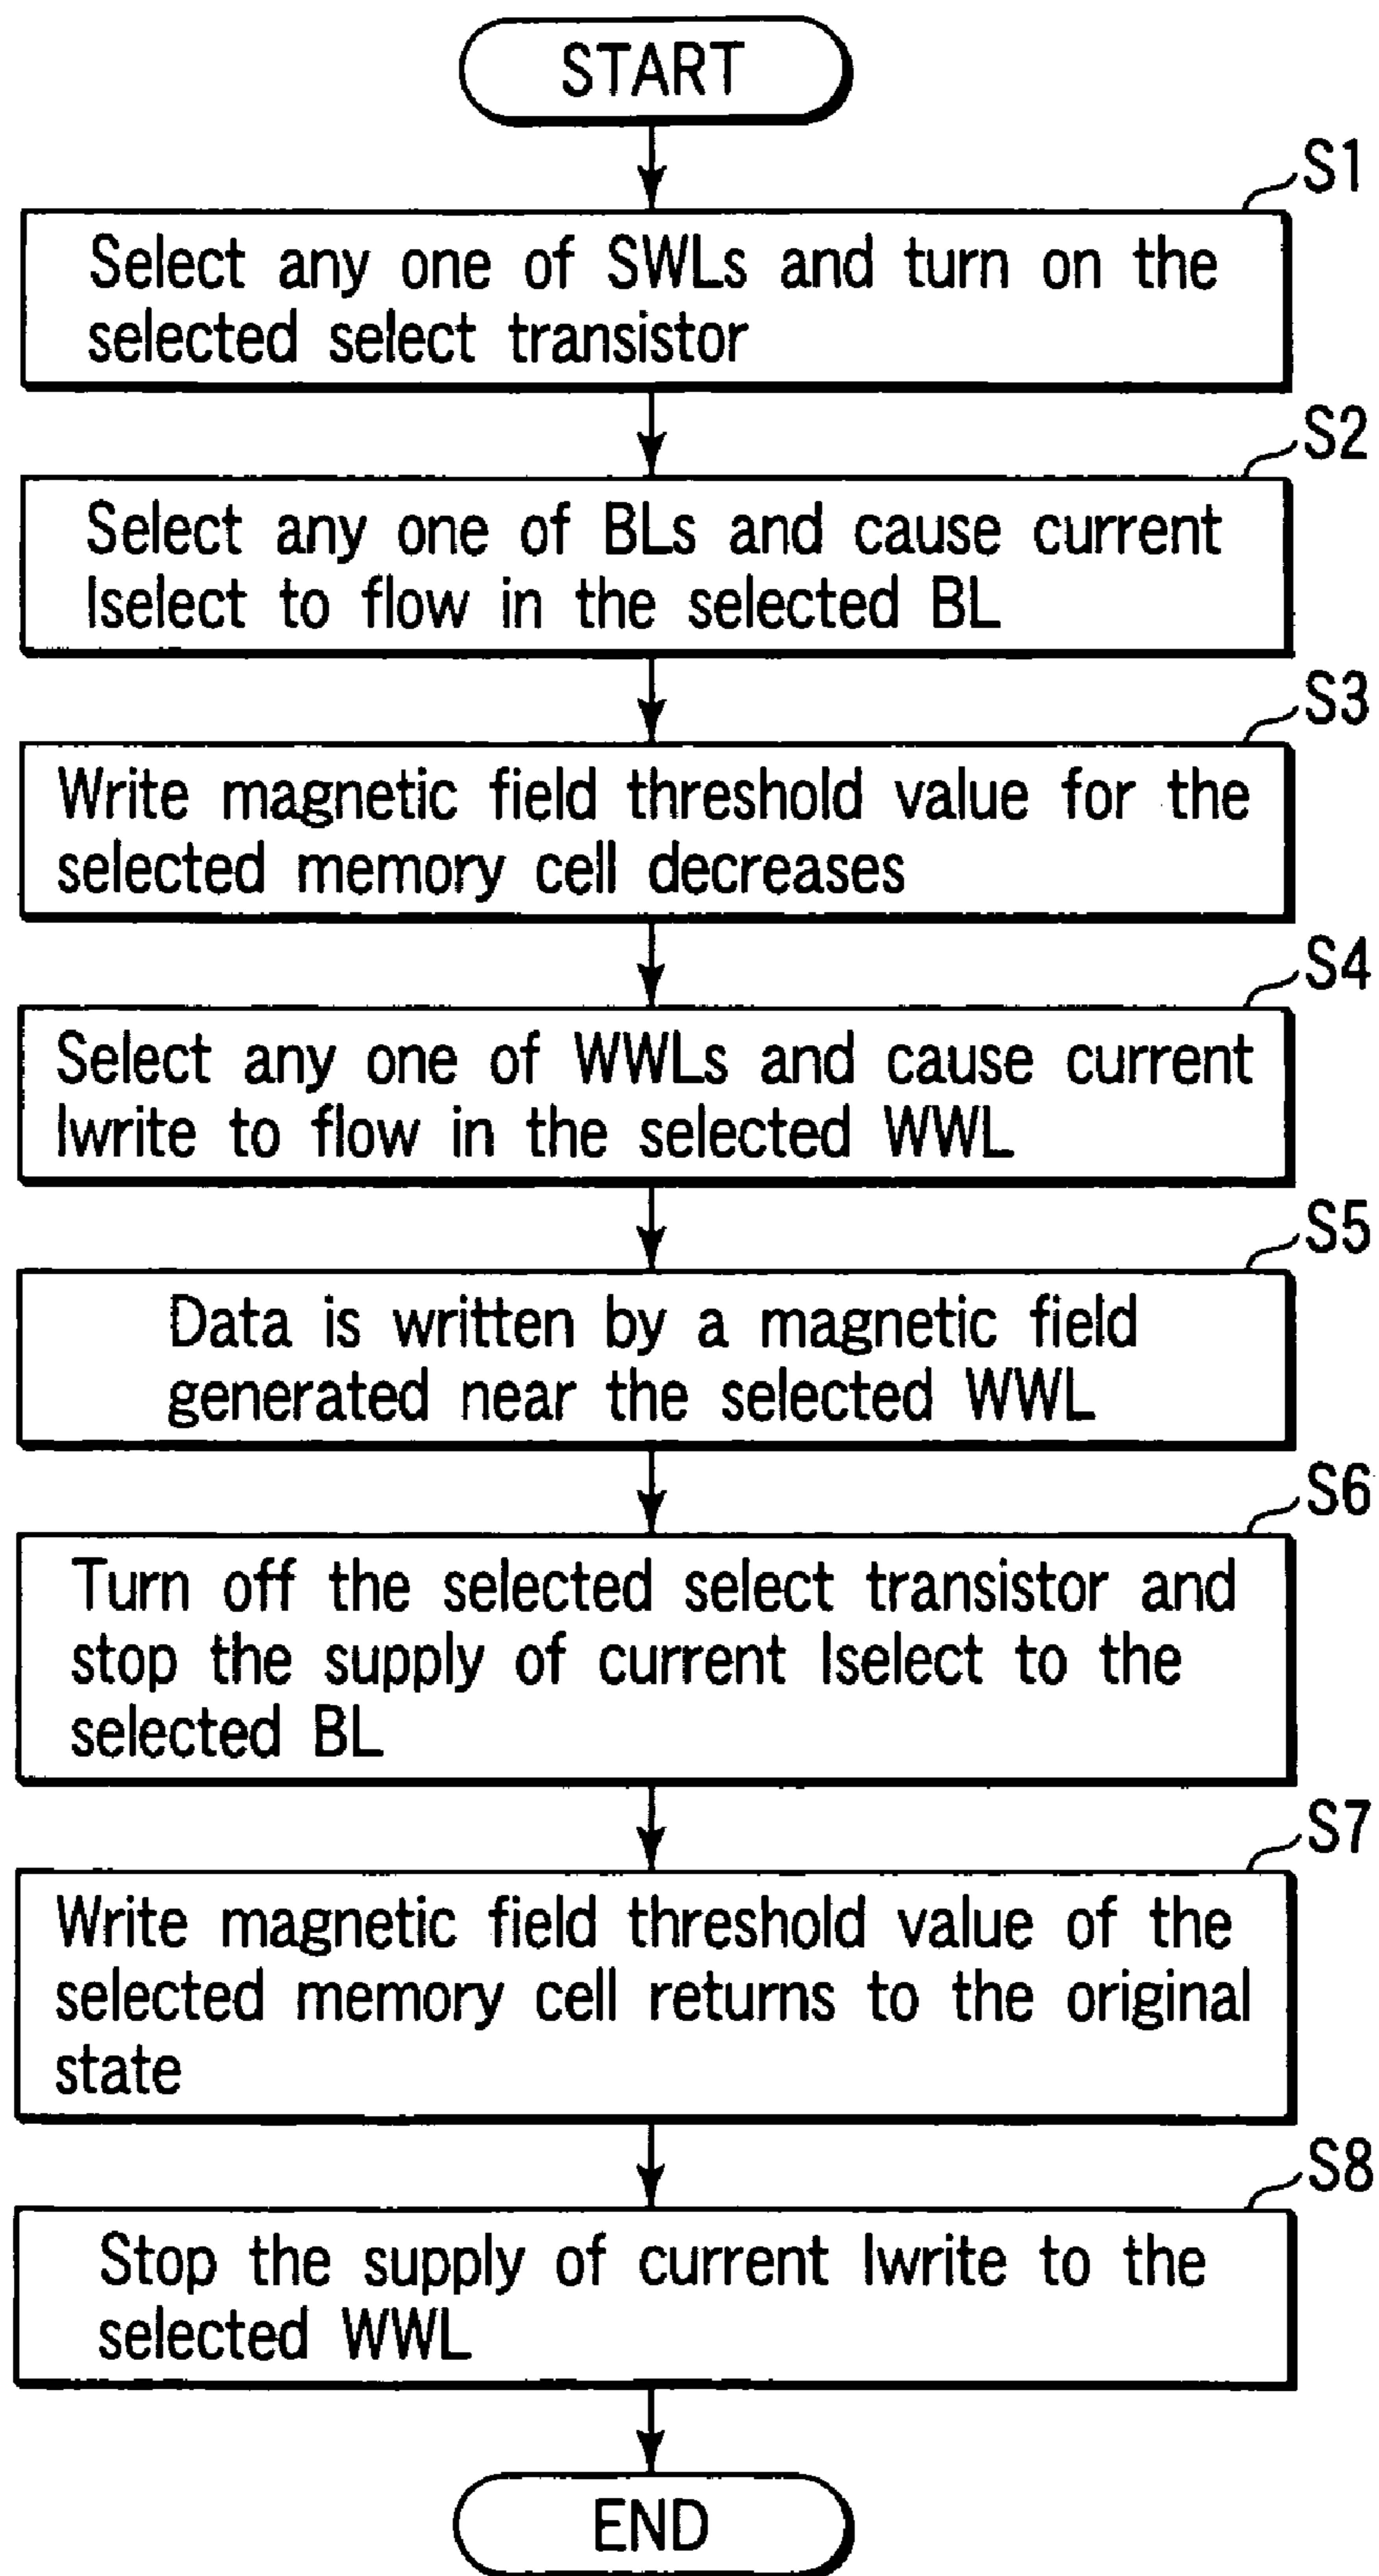 START
S1
Select any one of SWLs and turn on the
selected select transistor
S2
Select any one of BLs and cause current
Iselect to flow in the selected BL
S3
Write magnetic field threshold value for the
selected memory cell decreases
S4
Select any one of WWLs and cause current
Iwrite to flow in the selected WWL
S5
Data is written by a magnetic field
generated near the selected WWL
S6
Turn off the selected select transistor and
stop the supply of current Iselect to the
selected BL
S7
Write magnetic field threshold value of the
selected memory cell returns to the original
state
S8
Stop the supply of current Iwrite to the
selected WWL
END